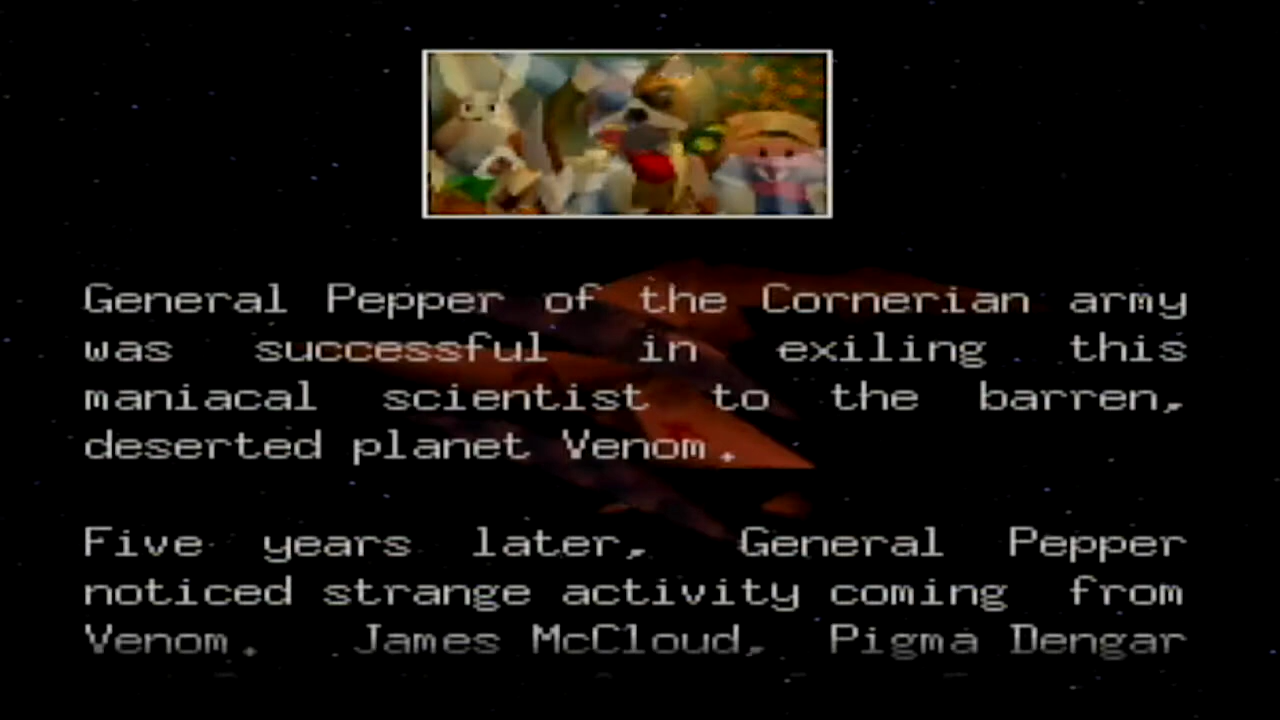 General Pepper of the Cornerian army
was successful in exiling this
maniacal scientist to the barren,
deserted planet Venom.
Five years later, General Pepper
noticed strange activity coming from
Venom. James McCloud, Pigma Dengar